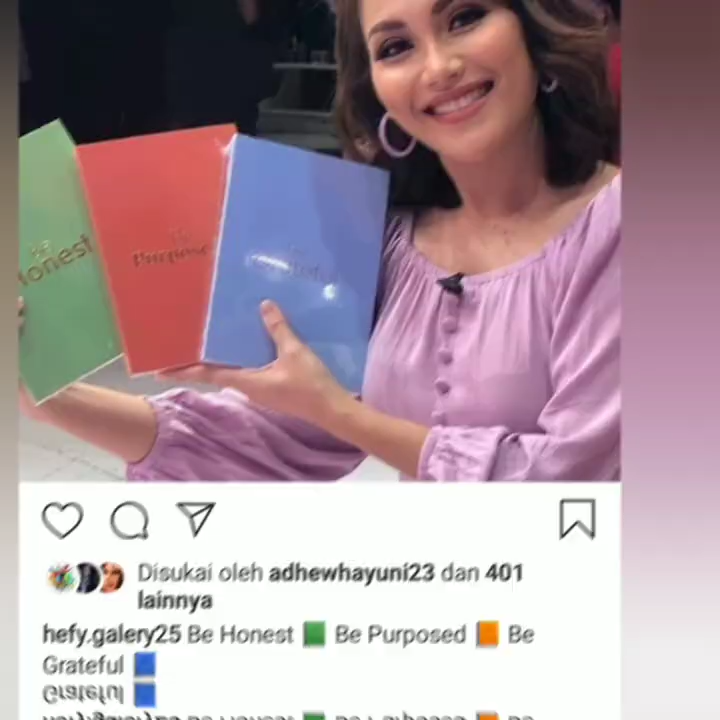 Honest
Purpose
Disukai oleh adhewhayuni23 dan 401
lainnya
hefy.galery25 Be Honest 🟩 Be Purposed 🟧 Be
Grateful 🟦